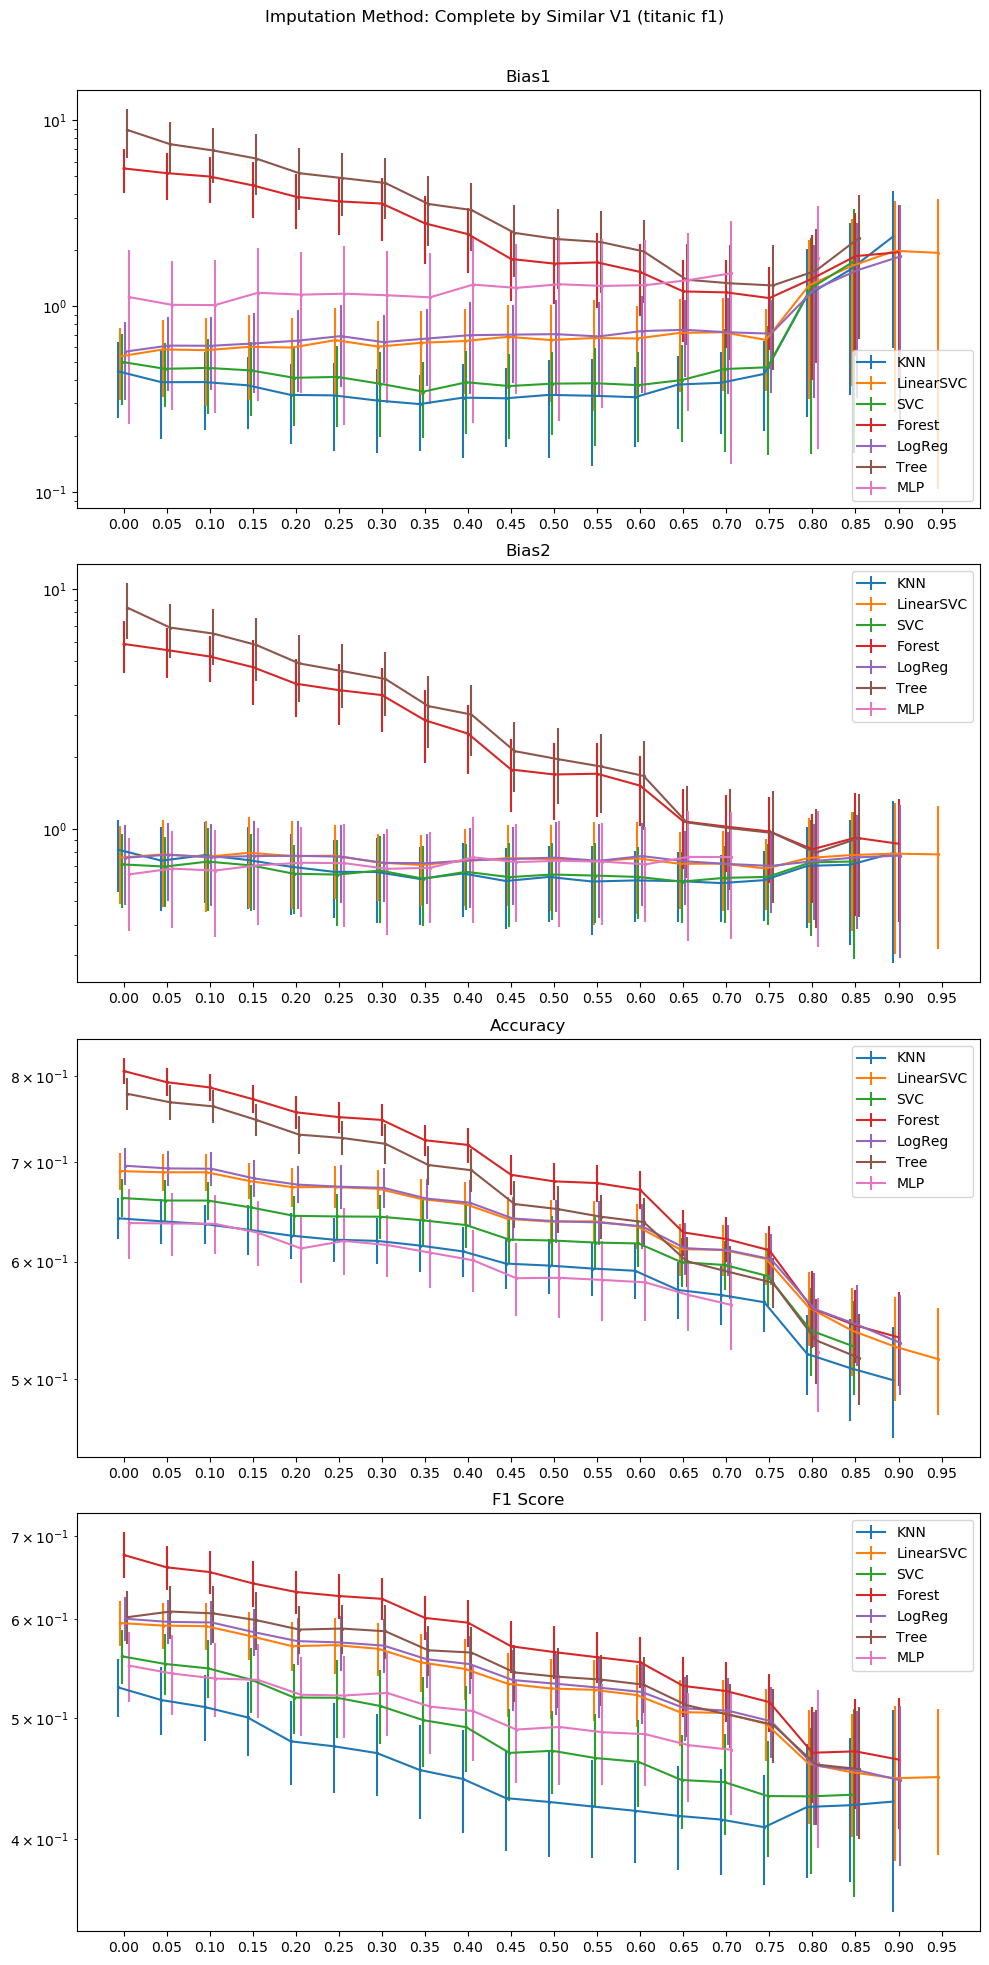 Imputation Method: Complete by Similar V1 (titanic f1)
Bias1
10¹
10⁰
10⁻¹
KNN
LinearSVC
SVC
Forest
LogReg
Tree
MLP
0.00 0.05 0.10 0.15 0.20 0.25 0.30 0.35 0.40 0.45 0.50 0.55 0.60 0.65 0.70 0.75 0.80 0.85 0.90 0.95
Bias2
10¹
10⁰
KNN
LinearSVC
SVC
Forest
LogReg
Tree
MLP
0.00 0.05 0.10 0.15 0.20 0.25 0.30 0.35 0.40 0.45 0.50 0.55 0.60 0.65 0.70 0.75 0.80 0.85 0.90 0.95
Accuracy
8 × 10⁻¹
7 × 10⁻¹
6 × 10⁻¹
5 × 10⁻¹
KNN
LinearSVC
SVC
Forest
LogReg
Tree
MLP
0.00 0.05 0.10 0.15 0.20 0.25 0.30 0.35 0.40 0.45 0.50 0.55 0.60 0.65 0.70 0.75 0.80 0.85 0.90 0.95
F1 Score
7 × 10⁻¹
6 × 10⁻¹
5 × 10⁻¹
4 × 10⁻¹
KNN
LinearSVC
SVC
Forest
LogReg
Tree
MLP
0.00 0.05 0.10 0.15 0.20 0.25 0.30 0.35 0.40 0.45 0.50 0.55 0.60 0.65 0.70 0.75 0.80 0.85 0.90 0.95